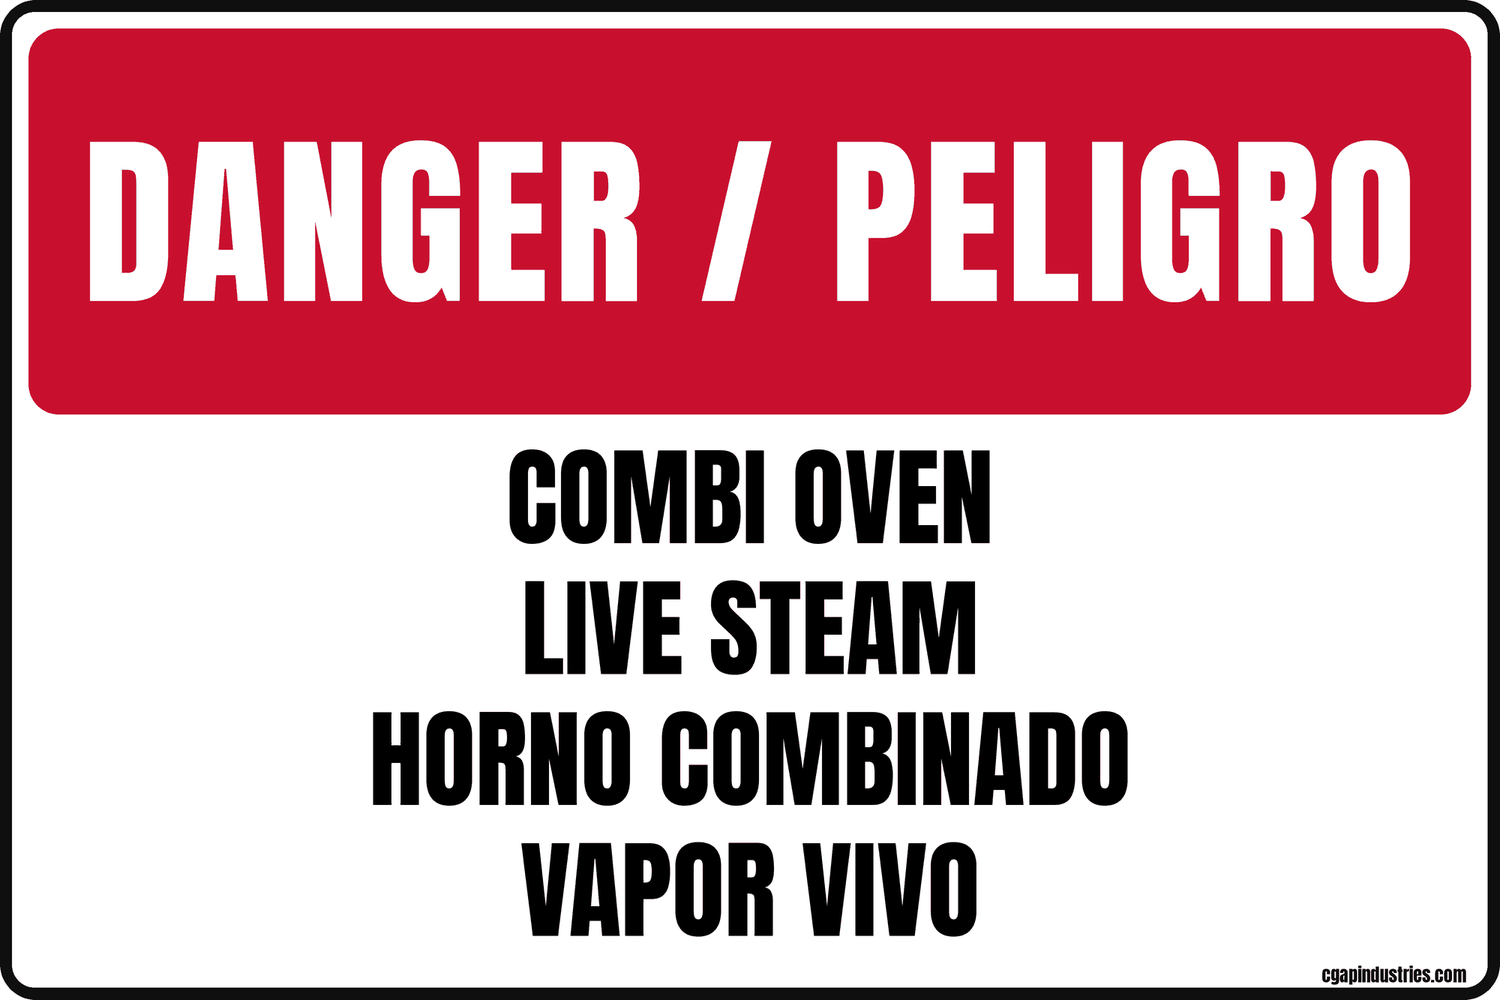 DANGER / PELIGRO
COMBI OVEN
LIVE STEAM
HORNO COMBINADO
VAPOR VIVO
cgapindustries.com